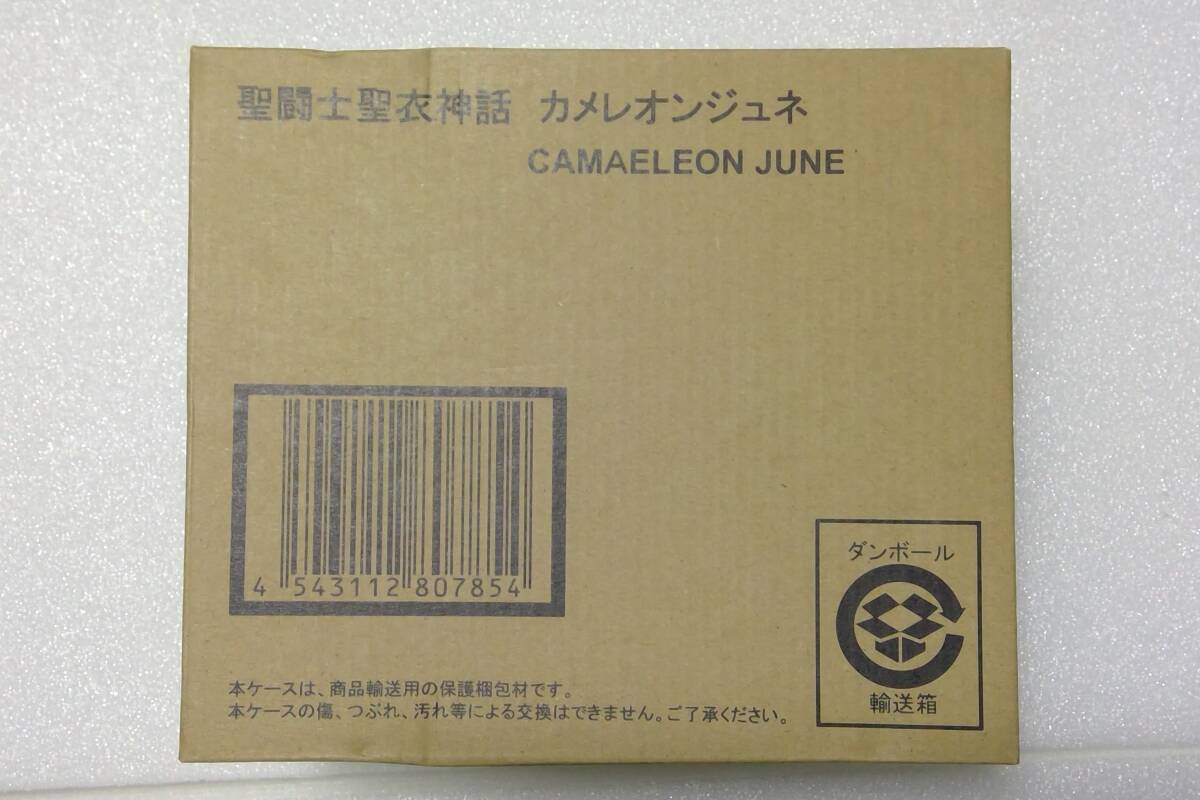 聖闘士聖衣神話 カメレオンジュネ
CAMAELEON JUNE
4 543112 807854
ダンボール
輸送箱
本ケースは、商品輸送用の保護梱包材です。
本ケースの傷、つぶれ、汚れ等による交換はできません。ご了承ください。